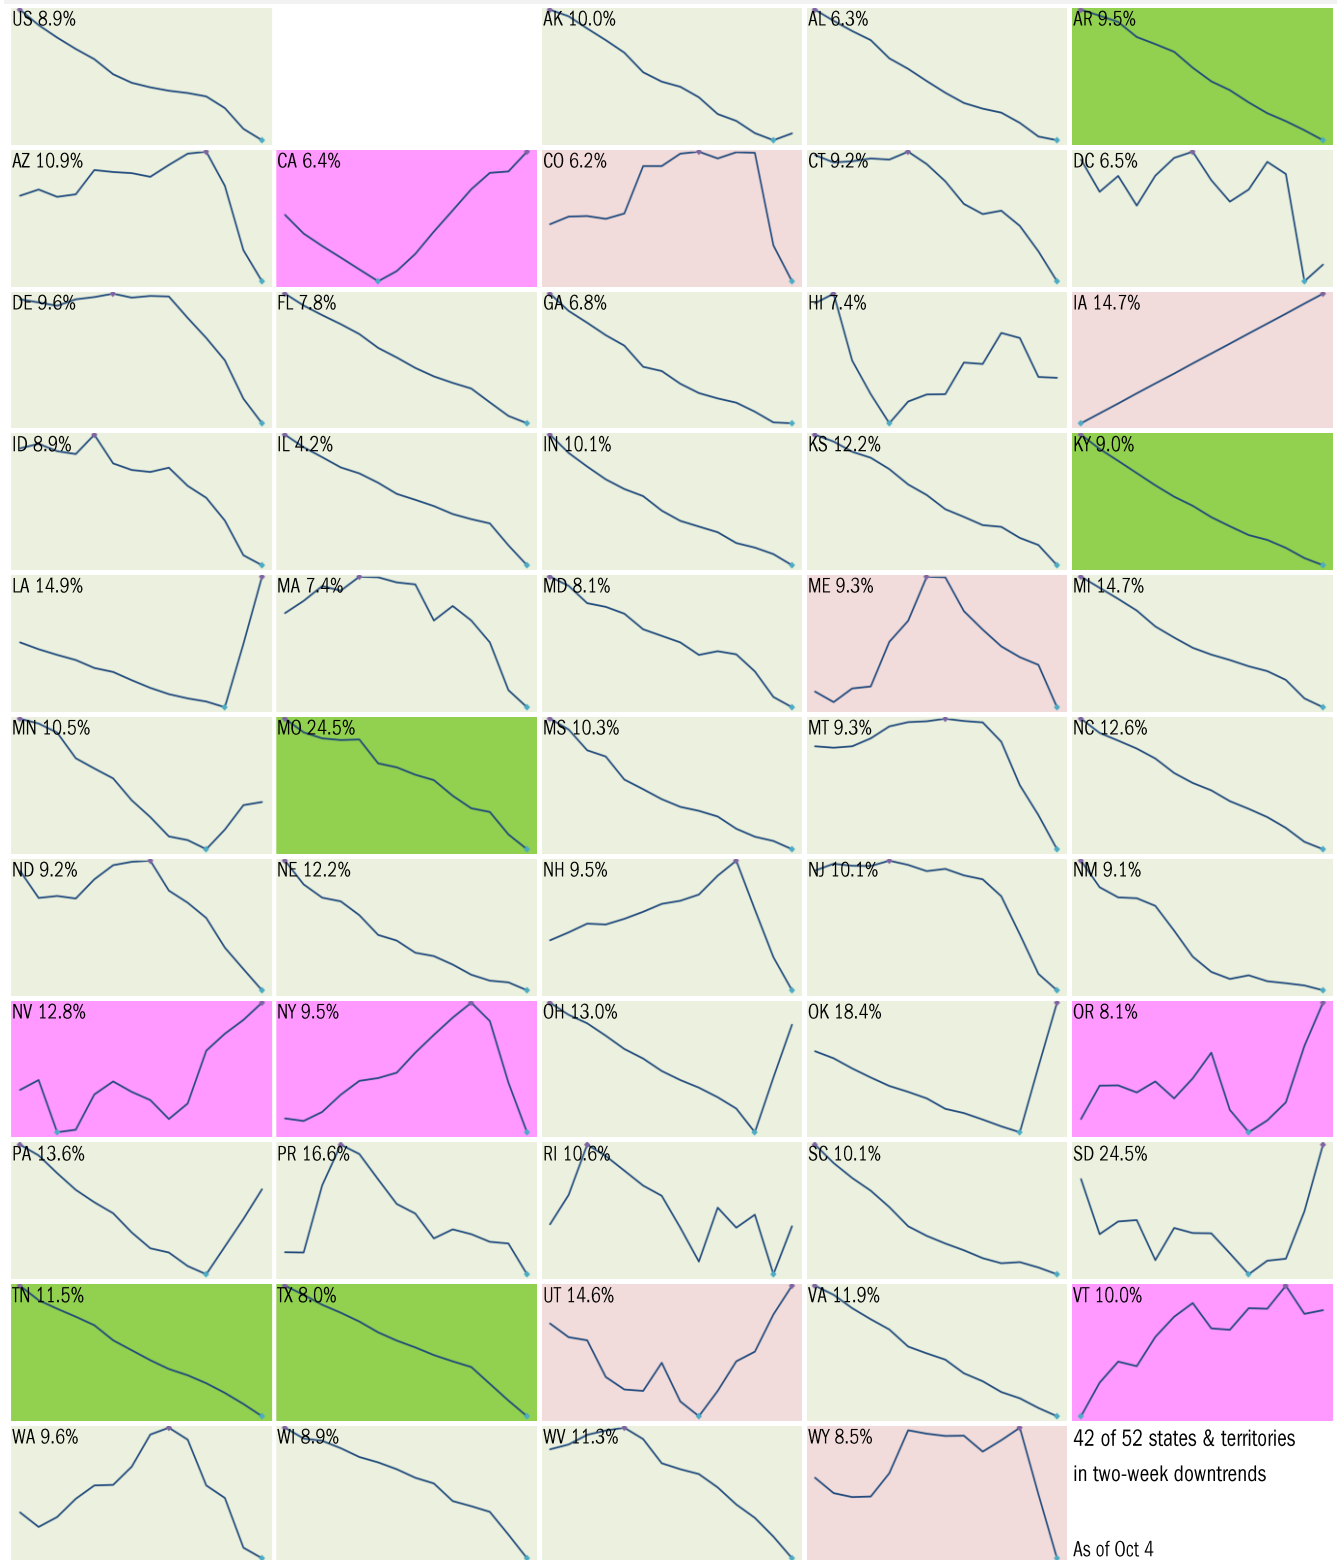 US 8.9%
AK 10.0%
AL 6.3%
AR 9.5%
AZ 10.9%
CA 6.4%
CO 6.2%
CT 9.2%
DC 6.5%
DE 9.6%
FL 7.8%
GA 6.8%
HI 7.4%
IA 14.7%
ID 8.9%
IL 4.2%
IN 10.1%
KS 12.2%
KY 9.0%
LA 14.9%
MA 7.4%
MD 8.1%
ME 9.3%
MI 14.7%
MN 10.5%
MO 24.5%
MS 10.3%
MT 9.3%
NC 12.6%
ND 9.2%
NE 12.2%
NH 9.5%
NJ 10.1%
NM 9.1%
NV 12.8%
NY 9.5%
OH 13.0%
OK 18.4%
OR 8.1%
PA 13.6%
PR 16.6%
RI 10.6%
SC 10.1%
SD 24.5%
TN 11.5%
TX 8.0%
UT 14.6%
VA 11.9%
VT 10.0%
WA 9.6%
WI 8.9%
WV 11.3%
WY 8.5%
42 of 52 states & territories
in two-week downtrends
As of Oct 4